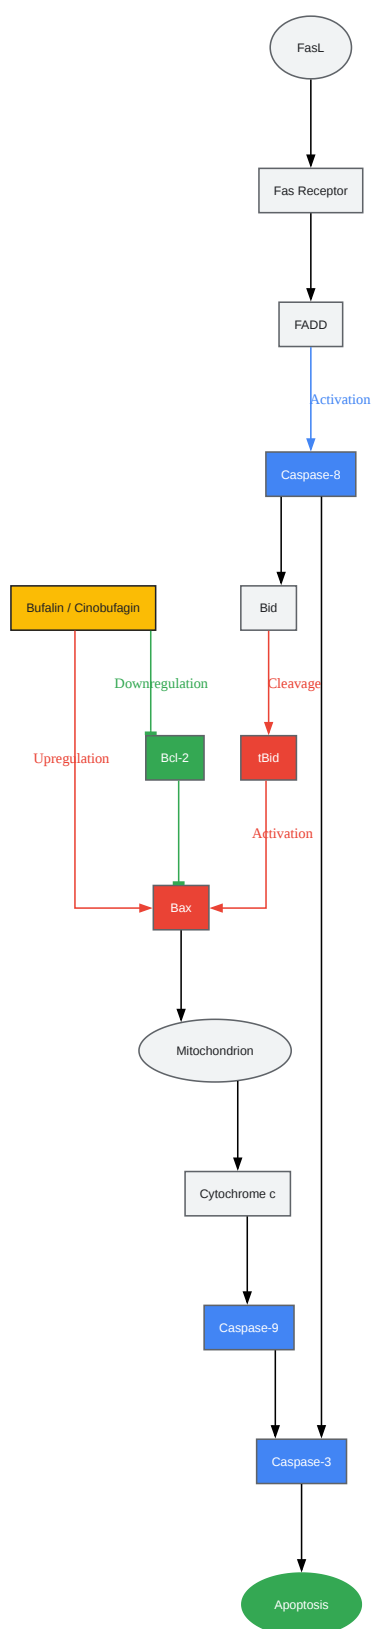 FasL
Fas Receptor
FADD
Activation
Caspase-8
Bufalin / Cinobufagin
Bid
Downregulation
Cleavage
Upregulation
Bcl-2
tBid
Activation
Bax
Mitochondrion
Cytochrome c
Caspase-9
Caspase-3
Apoptosis